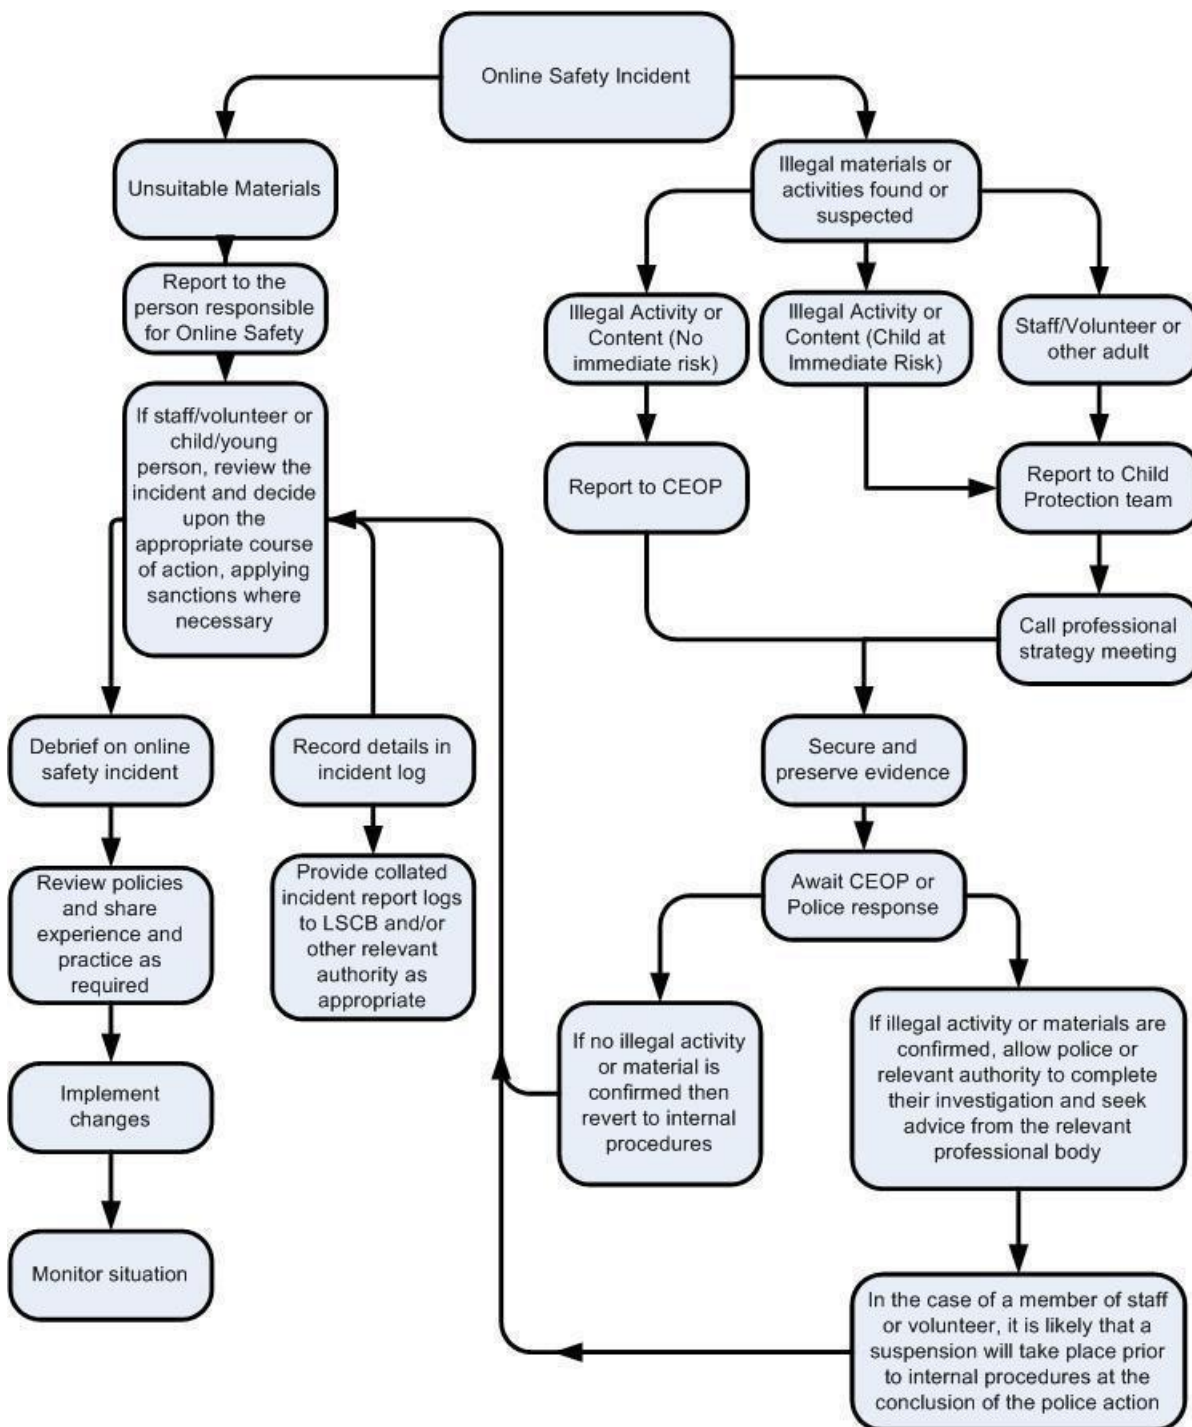 Online Safety Incident
Unsuitable Materials
Report to the
person responsible
for Online Safety
If staff/volunteer or
child/young
person, review the
incident and decide
upon the
appropriate course
of action, applying
sanctions where
necessary
Debrief on online
safety incident
Review policies
and share
experience and
practice as
required
Implement
changes
Monitor situation
Record details in
incident log
Provide collated
incident report logs
to LSCB and/or
other relevant
authority as
appropriate
Illegal materials or
activities found or
suspected
Illegal Activity or
Content (No
immediate risk)
Illegal Activity or
Content (Child at
Immediate Risk)
Staff/Volunteer or
other adult
Report to CEOP
Report to Child
Protection team
Call professional
strategy meeting
Secure and
preserve evidence
Await CEOP or
Police response
If no illegal activity
or material is
confirmed then
revert to internal
procedures
If illegal activity or materials are
confirmed, allow police or
relevant authority to complete
their investigation and seek
advice from the relevant
professional body
In the case of a member of staff
or volunteer, it is likely that a
suspension will take place prior
to internal procedures at the
conclusion of the police action